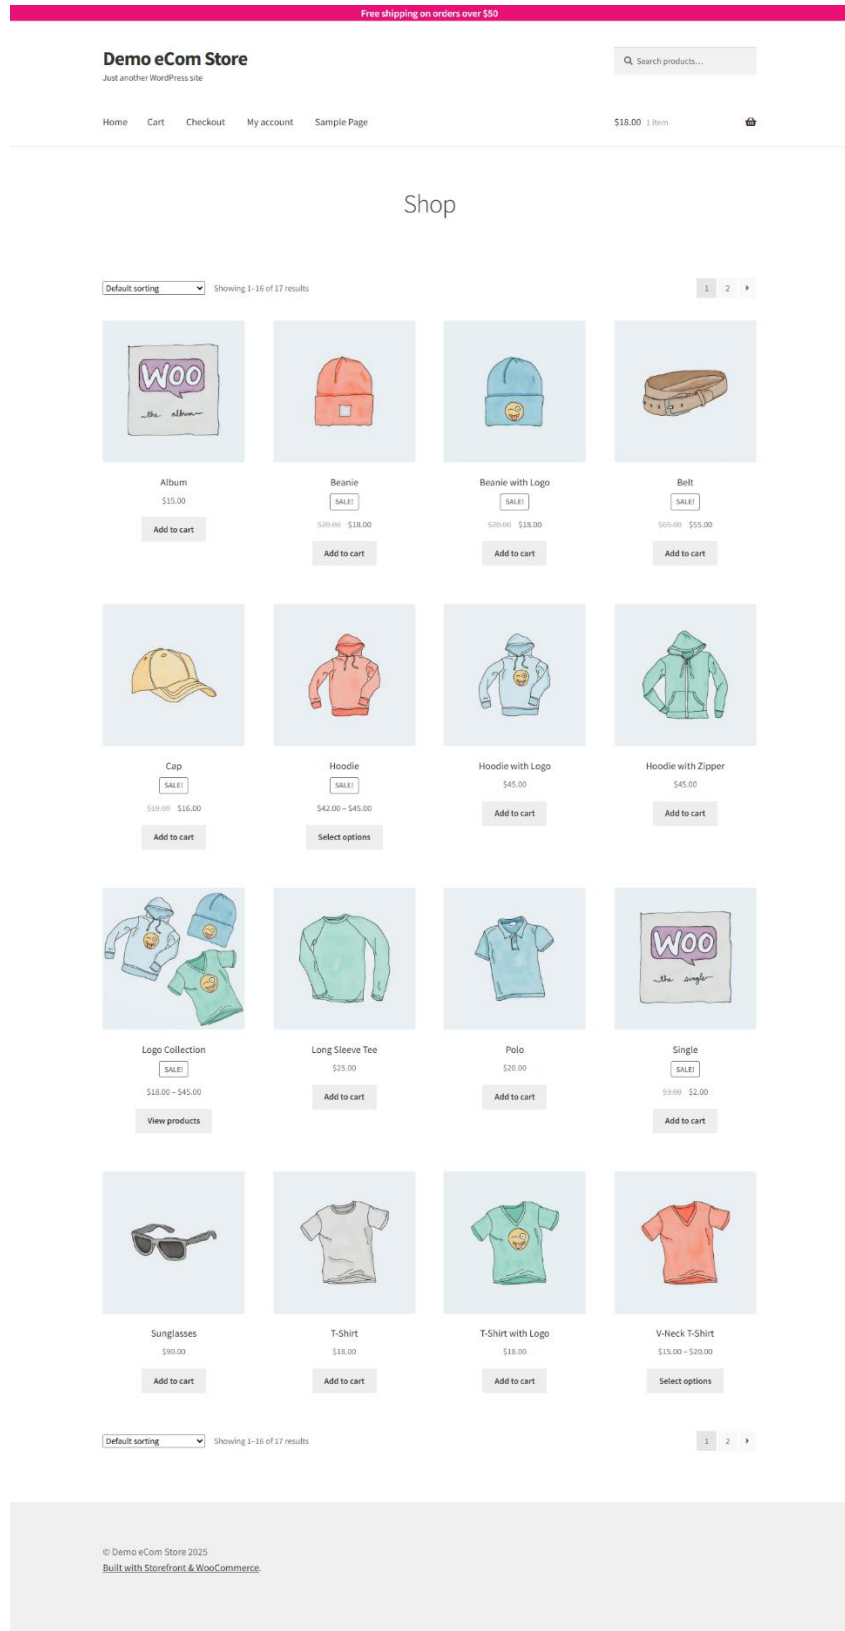 Free shipping on orders over $50
Demo eCom Store
Just another WordPress site
Search products…
Home Cart Checkout My account Sample Page
$18.00 1 item
Shop
Default sorting Showing 1–16 of 17 results 1 2
WOO
the album
Album
$15.00
Add to cart
Beanie
SALE!
$20.00 $18.00
Add to cart
Beanie with Logo
SALE!
$20.00 $18.00
Add to cart
Belt
SALE!
$65.00 $55.00
Add to cart
Cap
SALE!
$18.00 $16.00
Add to cart
Hoodie
SALE!
$42.00 – $45.00
Select options
Hoodie with Logo
$45.00
Add to cart
Hoodie with Zipper
$45.00
Add to cart
Logo Collection
SALE!
$18.00 – $45.00
View products
Long Sleeve Tee
$25.00
Add to cart
Polo
$20.00
Add to cart
WOO
the single
Single
SALE!
$3.00 $2.00
Add to cart
Sunglasses
$90.00
Add to cart
T-Shirt
$18.00
Add to cart
T-Shirt with Logo
$18.00
Add to cart
V-Neck T-Shirt
$15.00 – $20.00
Select options
Default sorting Showing 1–16 of 17 results 1 2
© Demo eCom Store 2025
Built with Storefront & WooCommerce.